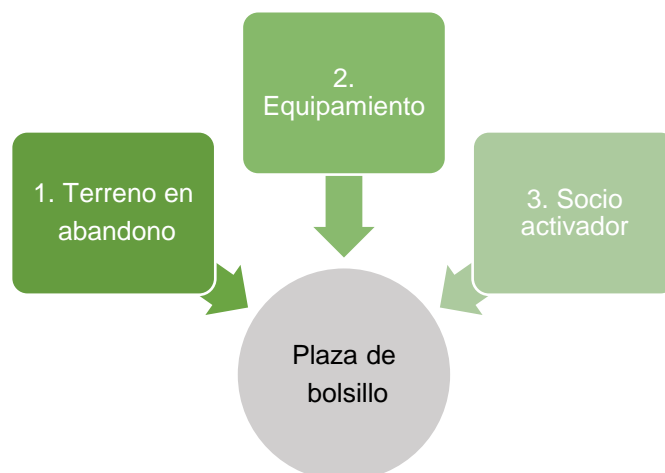 1. Terreno en
abandono
2.
Equipamiento
3. Socio
activador
Plaza de
bolsillo